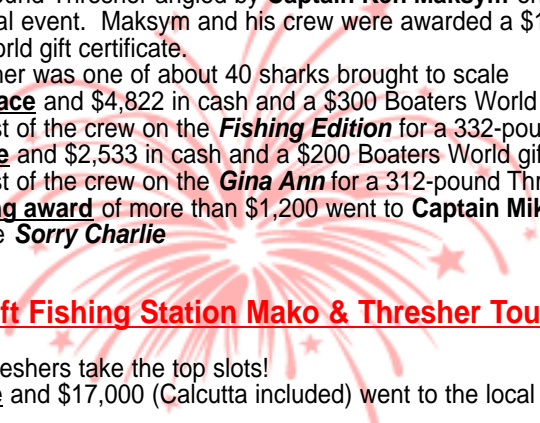 ound Thresher angled by Captain Ken Maksym on
al event.  Maksym and his crew were awarded a $1
orld gift certificate.
ner was one of about 40 sharks brought to scale
ace and $4,822 in cash and a $300 Boaters World
st of the crew on the Fishing Edition for a 332-pou
e and $2,533 in cash and a $200 Boaters World gif
st of the crew on the Gina Ann for a 312-pound Thr
ng award of more than $1,200 went to Captain Mik
e Sorry Charlie
ft Fishing Station Mako & Thresher Tou
reshers take the top slots!
e and $17,000 (Calcutta included) went to the local